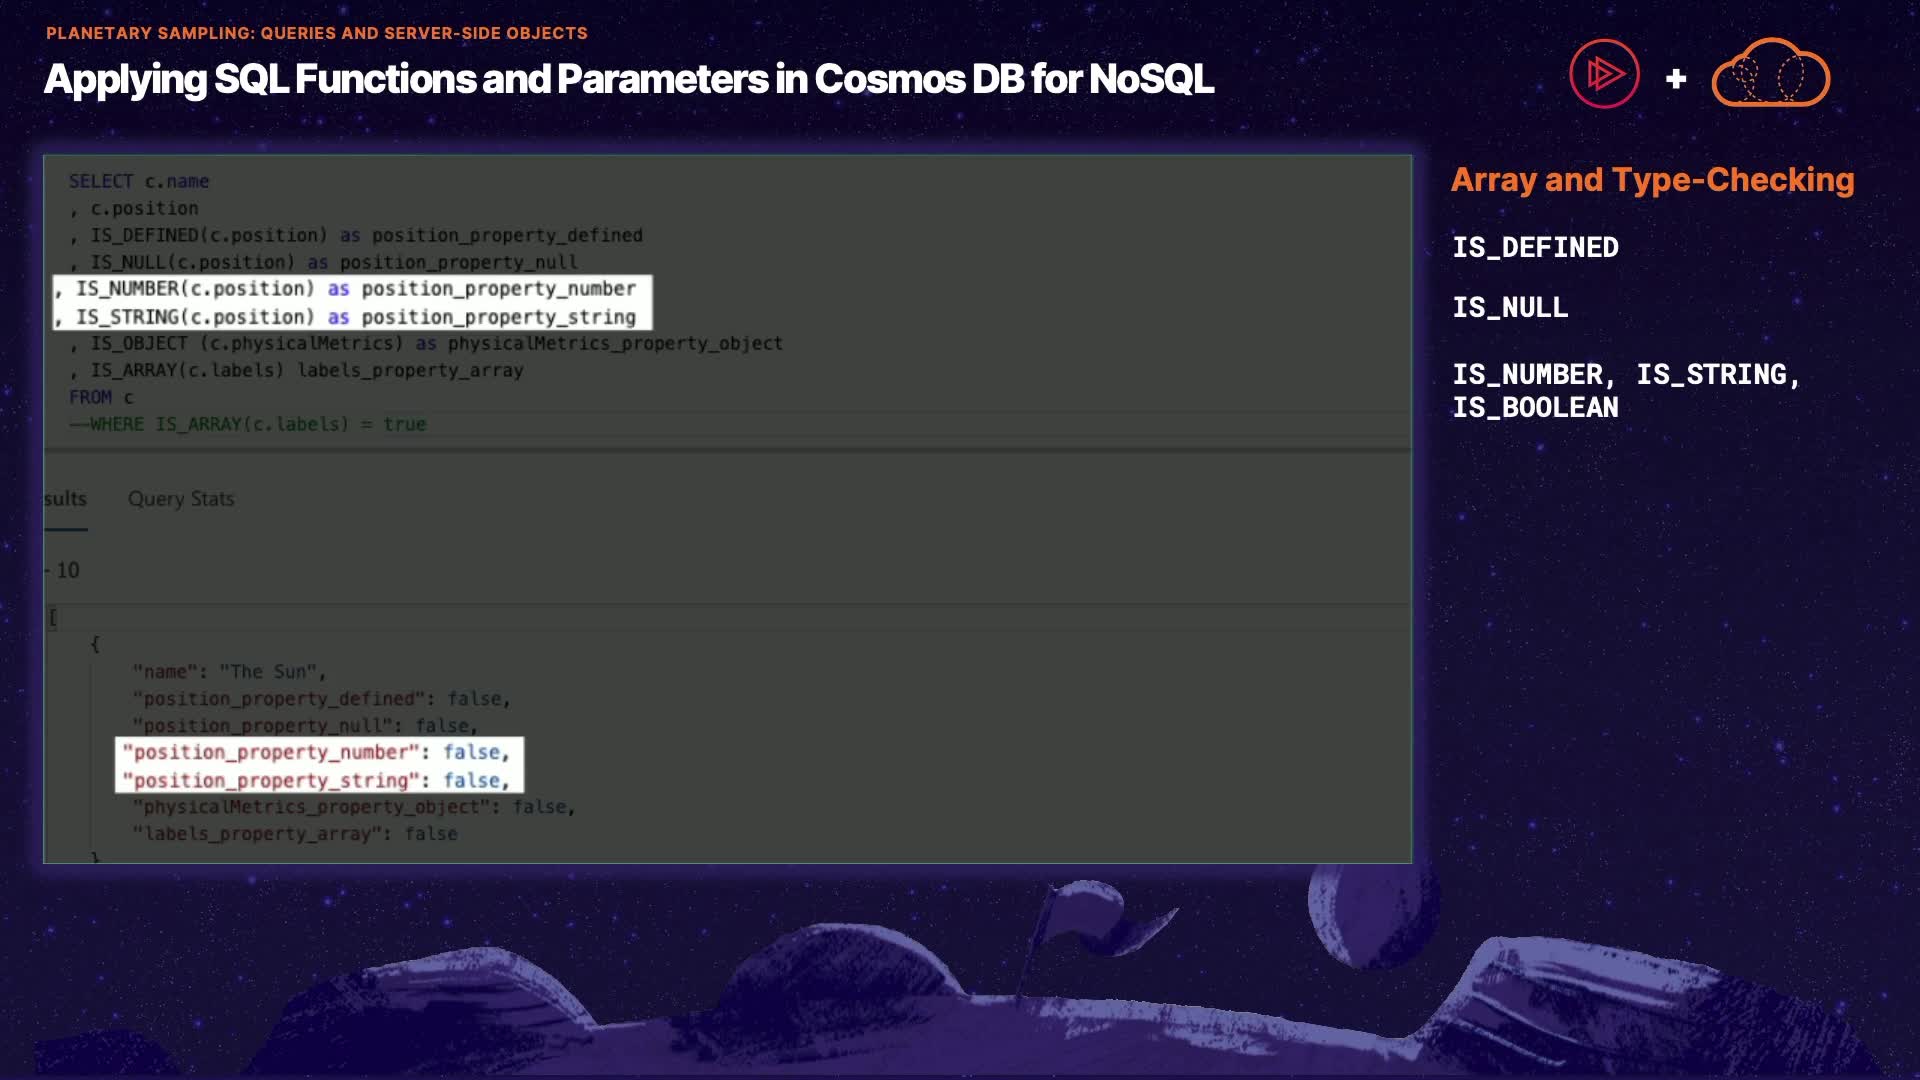 PLANETARY SAMPLING: QUERIES AND SERVER-SIDE OBJECTS
Applying SQL Functions and Parameters in Cosmos DB for NoSQL
+
SELECT c.name
, c.position
, IS_DEFINED(c.position) as position_property_defined
, IS_NULL(c.position) as position_property_null
, IS_NUMBER(c.position) as position_property_number
, IS_STRING(c.position) as position_property_string
, IS_OBJECT (c.physicalMetrics) as physicalMetrics_property_object
, IS_ARRAY(c.labels) labels_property_array
FROM c
--WHERE IS_ARRAY(c.labels) = true
sults Query Stats
- 10
[
{
"name": "The Sun",
"position_property_defined": false,
"position_property_null": false,
"position_property_number": false,
"position_property_string": false,
"physicalMetrics_property_object": false,
"labels_property_array": false
}
Array and Type-Checking
IS_DEFINED
IS_NULL
IS_NUMBER, IS_STRING,
IS_BOOLEAN